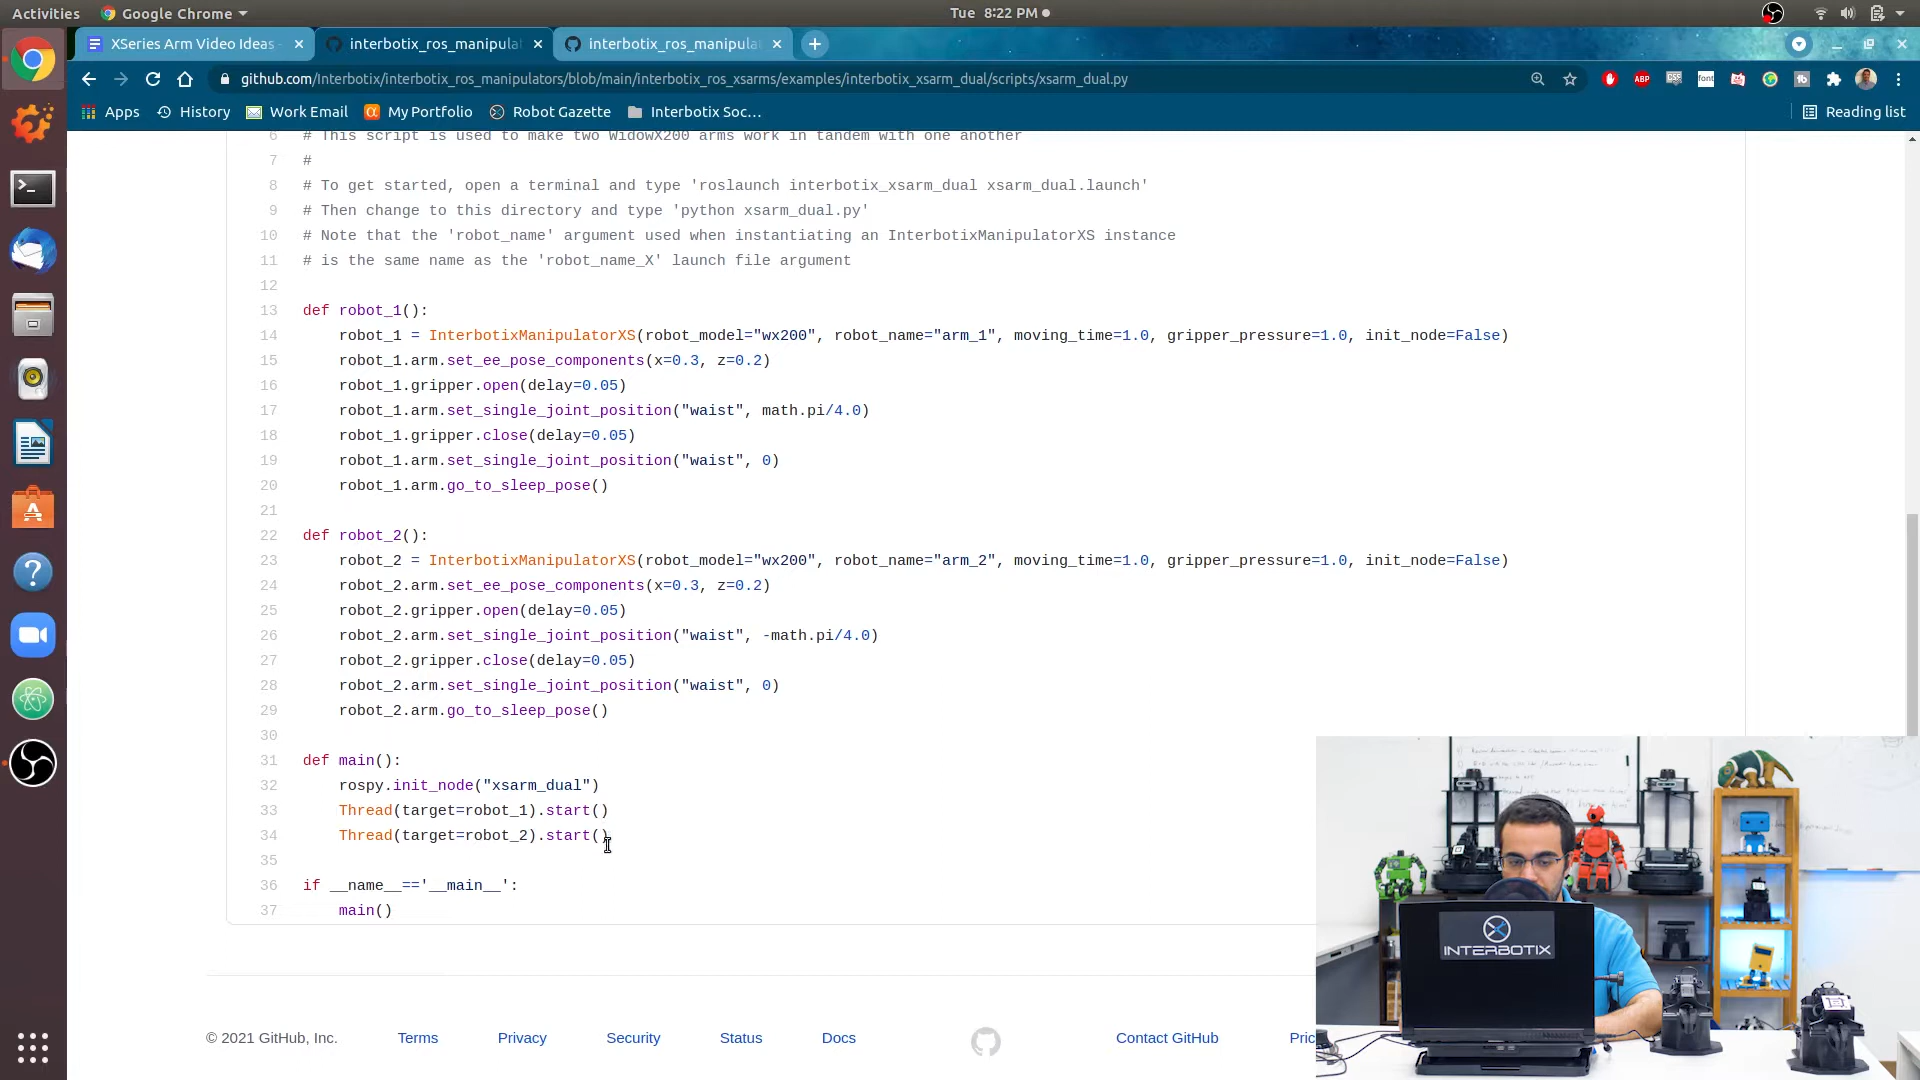 Activities
Google Chrome
Tue 8:22 PM
XSeries Arm Video Ideas -
interbotix_ros_manipulat
interbotix_ros_manipulat
github.com/Interbotix/interbotix_ros_manipulators/blob/main/interbotix_ros_xsarms/examples/interbotix_xsarm_dual/scripts/xsarm_dual.py
ABP
CSS
font
Apps
History
Work Email
My Portfolio
Robot Gazette
Interbotix Soc…
Reading list
6 # This script is used to make two WidowX200 arms work in tandem with one another
7 #
8 # To get started, open a terminal and type 'roslaunch interbotix_xsarm_dual xsarm_dual.launch'
9 # Then change to this directory and type 'python xsarm_dual.py'
10 # Note that the 'robot_name' argument used when instantiating an InterbotixManipulatorXS instance
11 # is the same name as the 'robot_name_X' launch file argument
12
13 def robot_1():
14 robot_1 = InterbotixManipulatorXS(robot_model="wx200", robot_name="arm_1", moving_time=1.0, gripper_pressure=1.0, init_node=False)
15 robot_1.arm.set_ee_pose_components(x=0.3, z=0.2)
16 robot_1.gripper.open(delay=0.05)
17 robot_1.arm.set_single_joint_position("waist", math.pi/4.0)
18 robot_1.gripper.close(delay=0.05)
19 robot_1.arm.set_single_joint_position("waist", 0)
20 robot_1.arm.go_to_sleep_pose()
21
22 def robot_2():
23 robot_2 = InterbotixManipulatorXS(robot_model="wx200", robot_name="arm_2", moving_time=1.0, gripper_pressure=1.0, init_node=False)
24 robot_2.arm.set_ee_pose_components(x=0.3, z=0.2)
25 robot_2.gripper.open(delay=0.05)
26 robot_2.arm.set_single_joint_position("waist", -math.pi/4.0)
27 robot_2.gripper.close(delay=0.05)
28 robot_2.arm.set_single_joint_position("waist", 0)
29 robot_2.arm.go_to_sleep_pose()
30
31 def main():
32 rospy.init_node("xsarm_dual")
33 Thread(target=robot_1).start()
34 Thread(target=robot_2).start()
35
36 if __name__=='__main__':
37 main()
INTERBOTIX
© 2021 GitHub, Inc.
Terms
Privacy
Security
Status
Docs
Contact GitHub
Pric